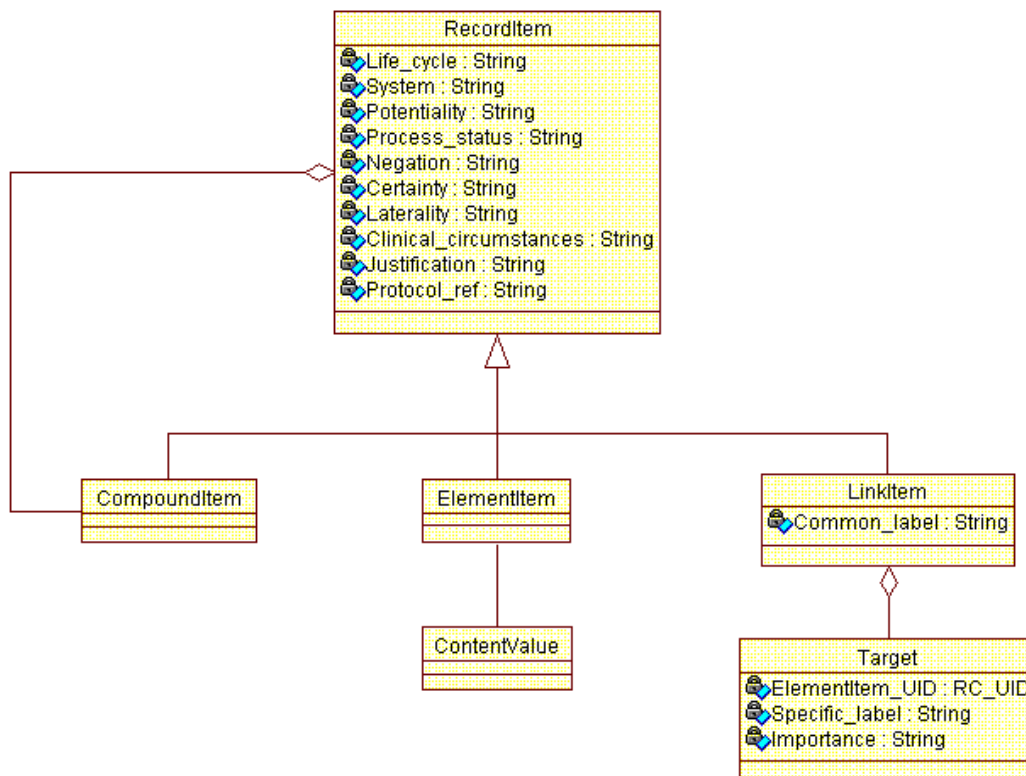 RecordItem
Life_cycle : String
System : String
Potentiality : String
Process_status : String
Negation : String
Certainty : String
Laterality : String
Clinical_circumstances : String
Justification : String
Protocol_ref : String
CompoundItem
ElementItem
LinkItem
Common_label : String
ContentValue
Target
ElementItem_UID : RC_UID
Specific_label : String
Importance : String